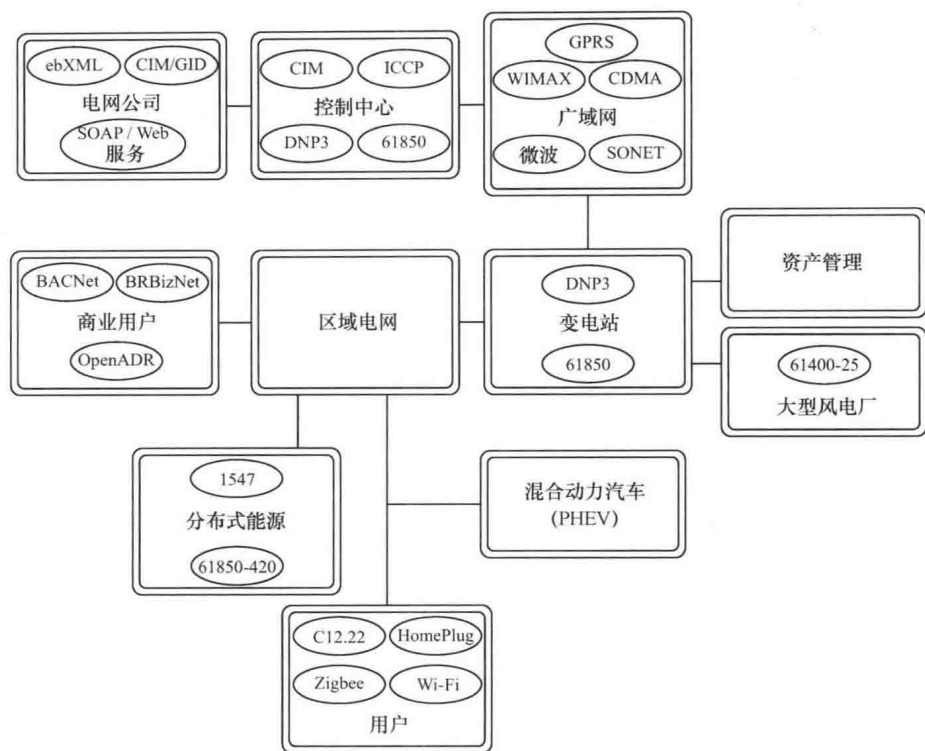 ebXML
CIM/GID
电网公司
SOAP / Web
服务
CIM
ICCP
控制中心
DNP3
61850
GPRS
WIMAX
CDMA
广域网
微波
SONET
BACNet
BRBizNet
商业用户
OpenADR
区域电网
DNP3
变电站
61850
资产管理
61400-25
大型风电厂
1547
分布式能源
61850-420
混合动力汽车
(PHEV)
C12.22
HomePlug
Zigbee
Wi-Fi
用户